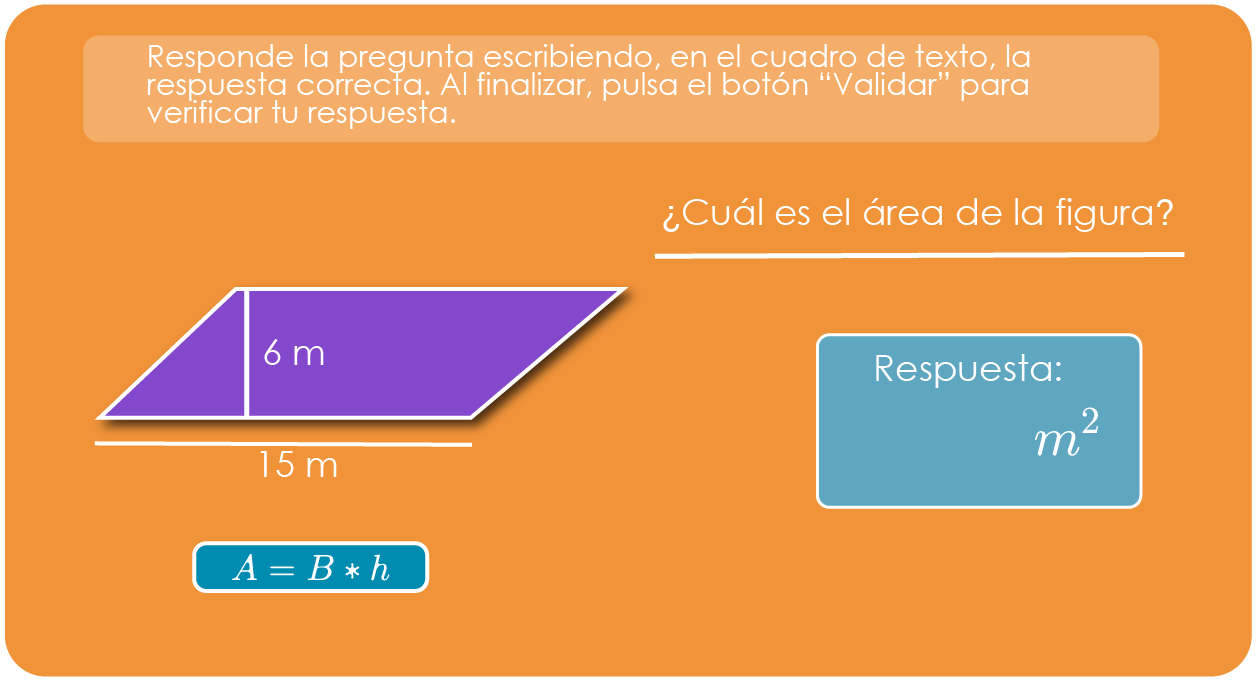 Responde la pregunta escribiendo, en el cuadro de texto, la
respuesta correcta. Al finalizar, pulsa el botón “Validar” para
verificar tu respuesta.
¿Cuál es el área de la figura?
6 m
15 m
A = B * h
Respuesta:
m²